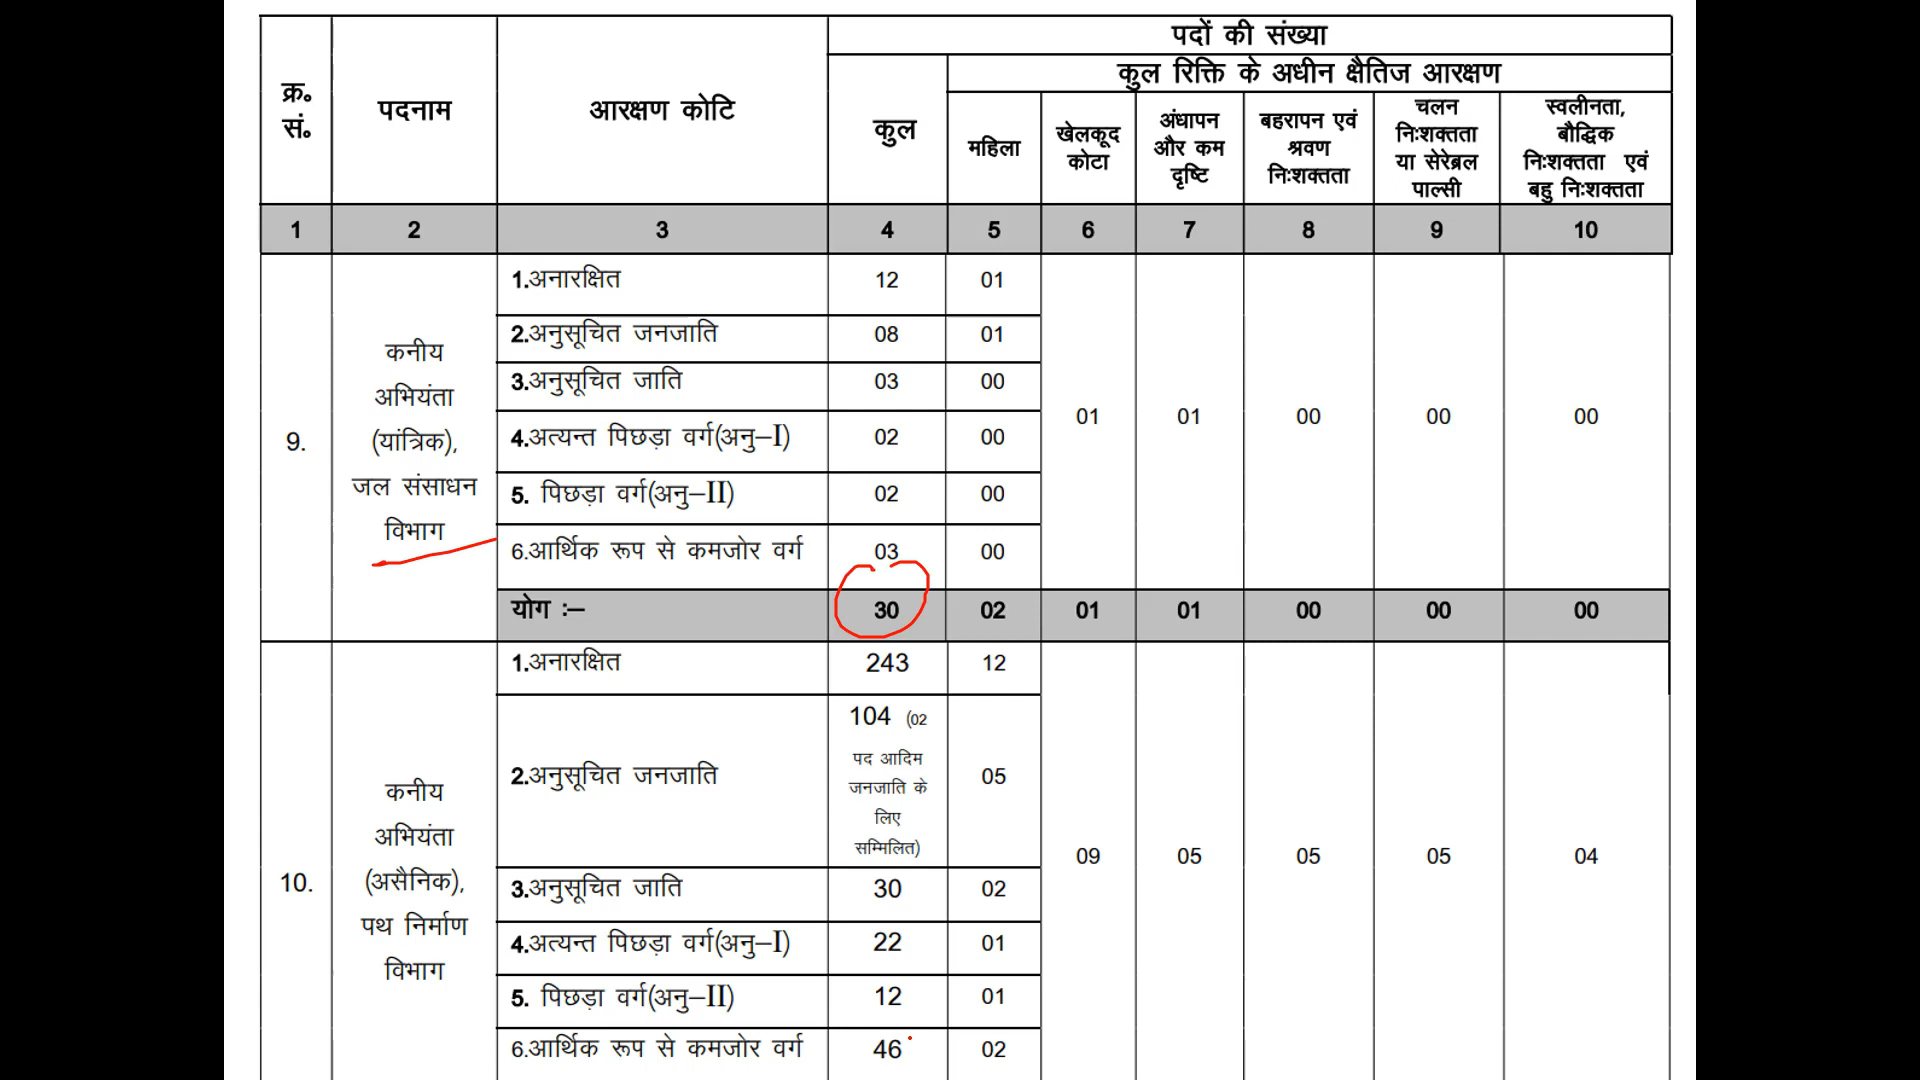 पदों की संख्या
कुल रिक्ति के अधीन क्षैतिज आरक्षण
क्र॰ सं॰ पदनाम आरक्षण कोटि कुल महिला खेलकूद कोटा अंधापन और कम दृष्टि बहरापन एवं श्रवण निःशक्तता चलन निःशक्तता या सेरेब्रल पाल्सी स्वलीनता, बौद्धिक निःशक्तता एवं बहु निःशक्तता
1 2 3 4 5 6 7 8 9 10
9. कनीय अभियंता (यांत्रिक), जल संसाधन विभाग
1.अनारक्षित 12 01
2.अनुसूचित जनजाति 08 01
3.अनुसूचित जाति 03 00
01 01 00 00 00
4.अत्यन्त पिछड़ा वर्ग(अनु–I) 02 00
5. पिछड़ा वर्ग(अनु–II) 02 00
6.आर्थिक रूप से कमजोर वर्ग 03 00
योग :– 30 02 01 01 00 00 00
10. कनीय अभियंता (असैनिक), पथ निर्माण विभाग
1.अनारक्षित 243 12
2.अनुसूचित जनजाति 104 (02 पद आदिम जनजाति के लिए सम्मिलित) 05
09 05 05 05 04
3.अनुसूचित जाति 30 02
4.अत्यन्त पिछड़ा वर्ग(अनु–I) 22 01
5. पिछड़ा वर्ग(अनु–II) 12 01
6.आर्थिक रूप से कमजोर वर्ग 46 02